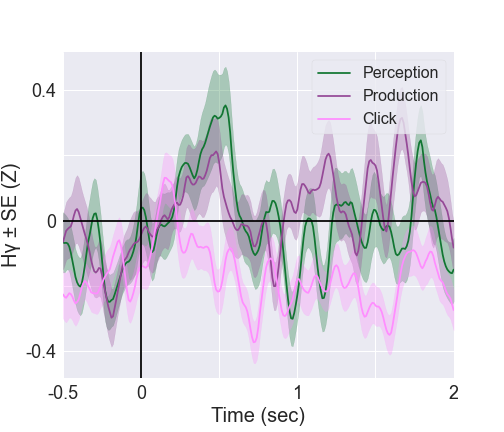 Perception
Production
Click
Hγ ± SE (Z)
0.4
0
-0.4
-0.5 0 1 2
Time (sec)